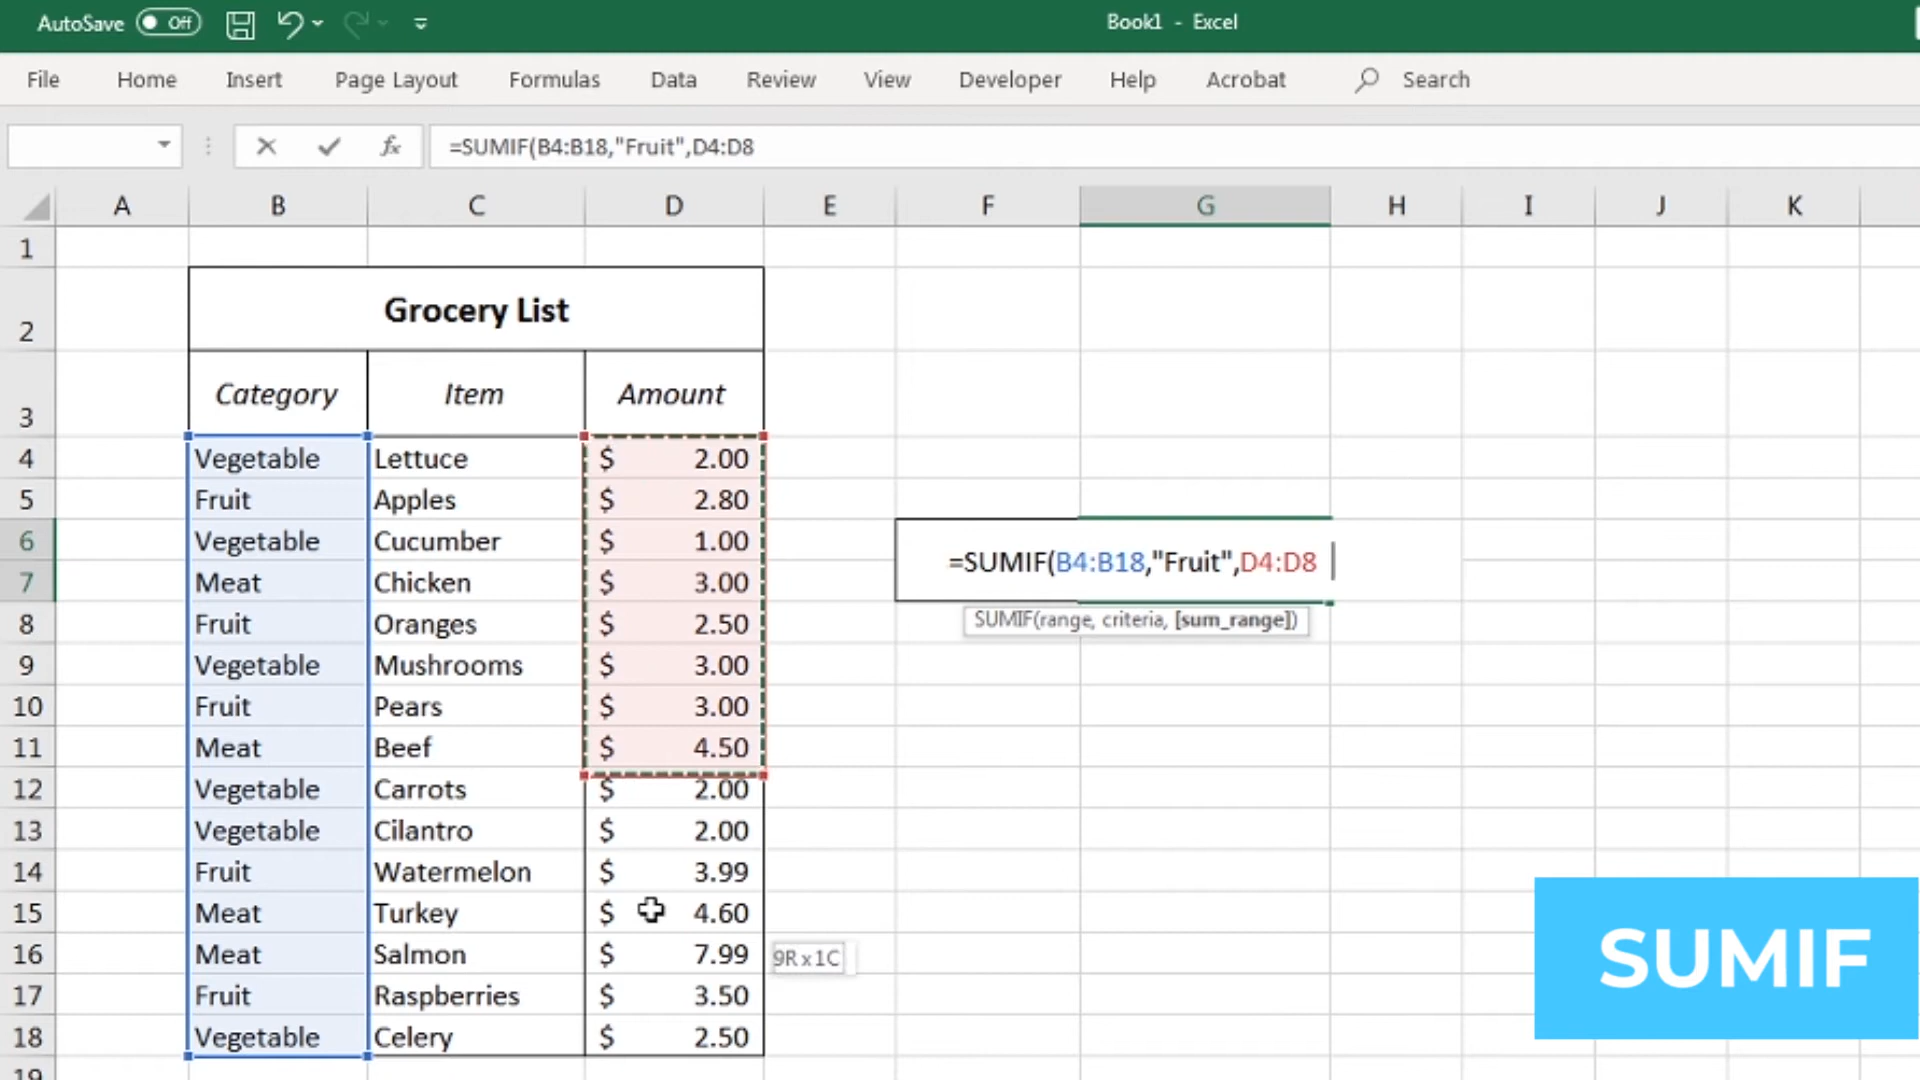 AutoSave Off Book1 - Excel
File Home Insert Page Layout Formulas Data Review View Developer Help Acrobat Search
fx =SUMIF(B4:B18,"Fruit",D4:D8
A B C D E F G H I J K
1
2 Grocery List
3 Category Item Amount
4 Vegetable Lettuce $ 2.00
5 Fruit Apples $ 2.80
6 Vegetable Cucumber $ 1.00
=SUMIF(B4:B18,"Fruit",D4:D8
7 Meat Chicken $ 3.00
8 Fruit Oranges $ 2.50
SUMIF(range, criteria, [sum_range])
9 Vegetable Mushrooms $ 3.00
10 Fruit Pears $ 3.00
11 Meat Beef $ 4.50
12 Vegetable Carrots $ 2.00
13 Vegetable Cilantro $ 2.00
14 Fruit Watermelon $ 3.99
15 Meat Turkey $ 4.60
16 Meat Salmon $ 7.99 9R x 1C
SUMIF
17 Fruit Raspberries $ 3.50
18 Vegetable Celery $ 2.50
19